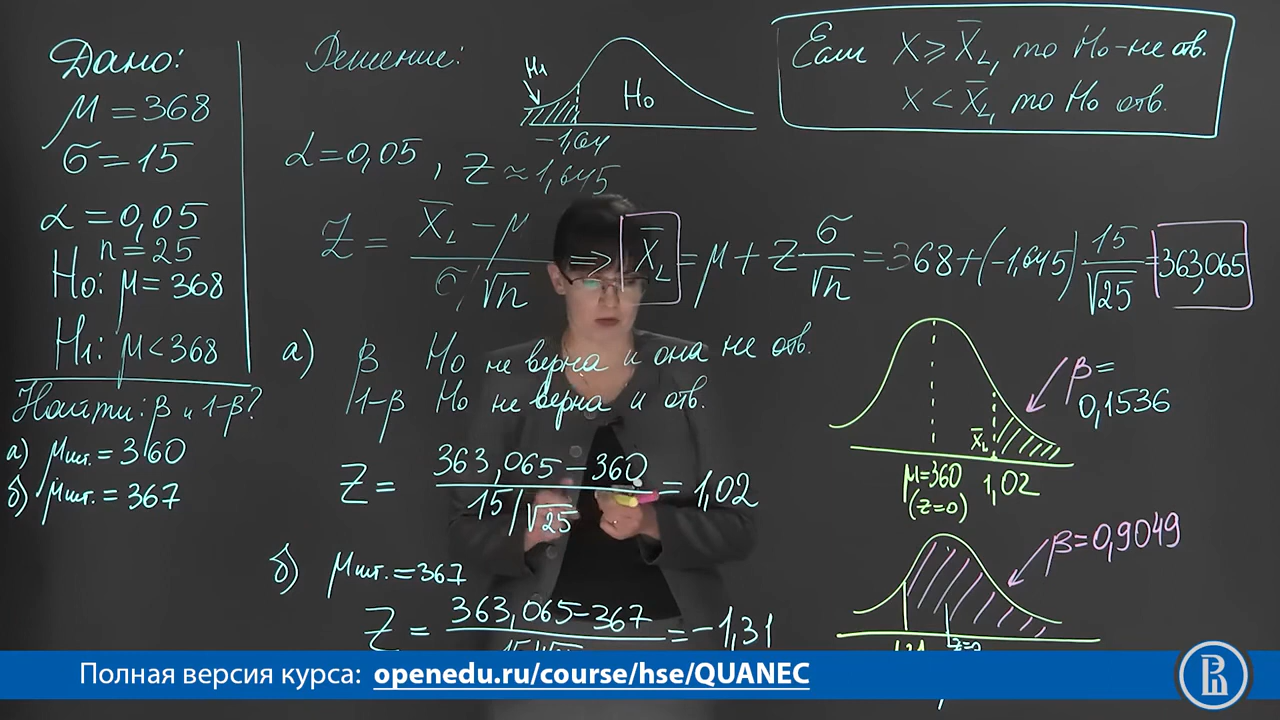 Дано:
μ = 368
σ = 15
α = 0,05
n = 25
H₀: μ = 368
H₁: μ < 368
Найти: β и 1-β?
а) μист. = 360
б) μист. = 367
Решение:
H₁
H₀
-1,64
α = 0,05, Z ≈ 1,645
Если X ≥ X̄L, то H₀ - не отв.
X < X̄L, то H₀ отв.
Z = (X̄L - μ) / (σ/√n) => X̄L = μ + Z σ/√n = 368 + (-1,645) 15/√25 = 363,065
а) β H₀ не верна и она не отв.
1-β H₀ не верна и отв.
Z = (363,065 - 360) / (15/√25) = 1,02
β = 0,1536
X̄L
μ=360 1,02
(Z=0)
б) μист. = 367
Z = (363,065 - 367) / (15/√25) = -1,31
β = 0,9049
Z=0
Полная версия курса: openedu.ru/course/hse/QUANEC